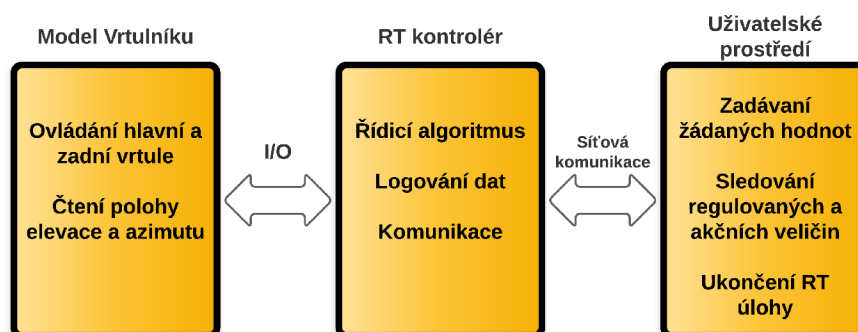 Model Vrtulníku
Ovládání hlavní a
zadní vrtule
Čtení polohy
elevace a azimutu
I/O
RT kontrolér
Řídicí algoritmus
Logování dat
Komunikace
Síťová
komunikace
Uživatelské
prostředí
Zadávaní
žádaných hodnot
Sledování
regulovaných a
akčních veličin
Ukončení RT
úlohy